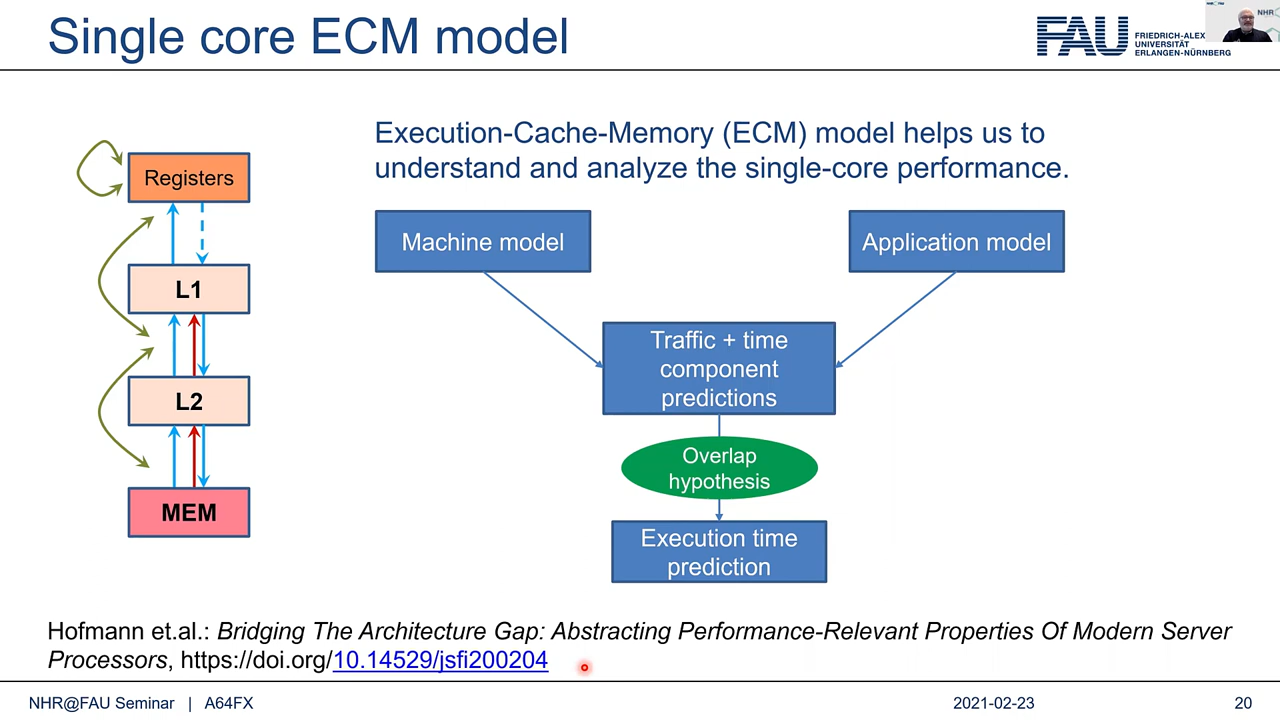 Single core ECM model
FAU
FRIEDRICH-ALEX
UNIVERSITÄT
ERLANGEN-NÜRNBERG
NHR
Execution-Cache-Memory (ECM) model helps us to
understand and analyze the single-core performance.
Registers
L1
L2
MEM
Machine model
Application model
Traffic + time
component
predictions
Overlap
hypothesis
Execution time
prediction
Hofmann et.al.: Bridging The Architecture Gap: Abstracting Performance-Relevant Properties Of Modern Server
Processors, https://doi.org/10.14529/jsfi200204
NHR@FAU Seminar | A64FX
2021-02-23
20